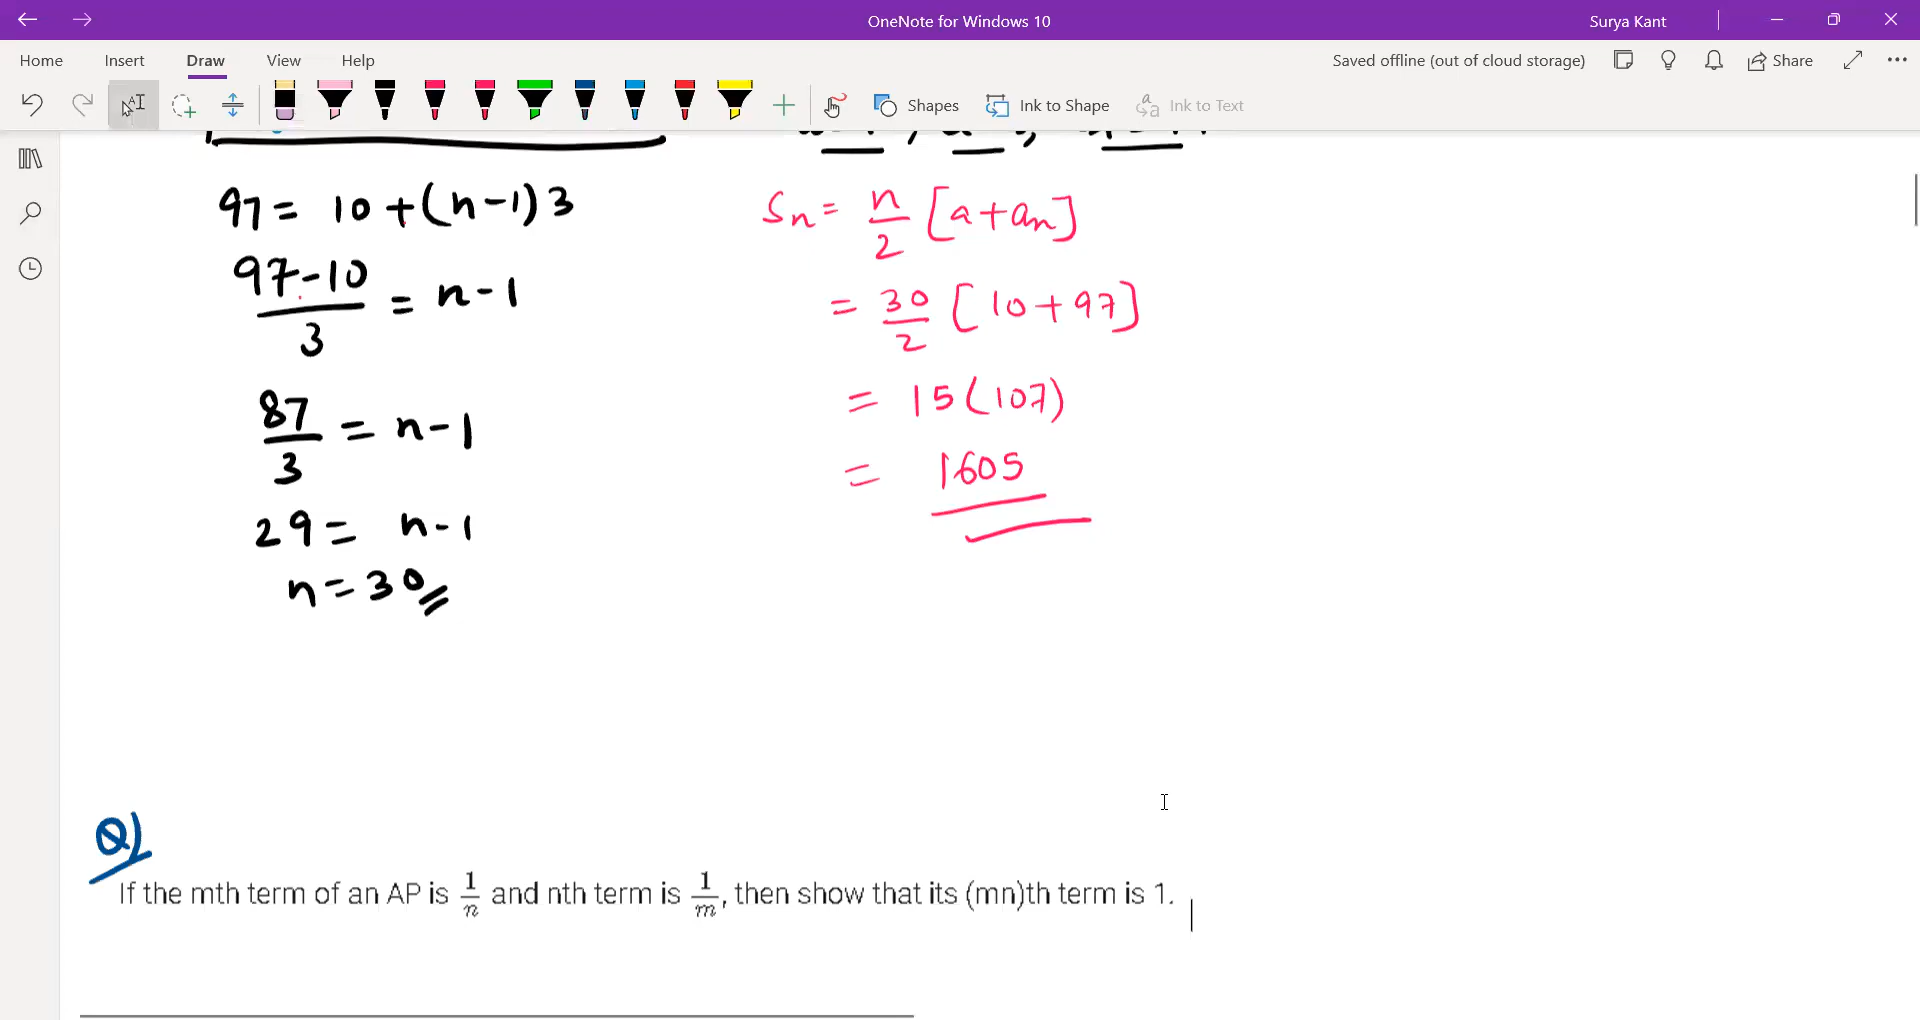 OneNote for Windows 10
Surya Kant
Home Insert Draw View Help
Saved offline (out of cloud storage)
Share
Shapes
Ink to Shape
Ink to Text
97 = 10 + (n-1)3
97-10/3 = n-1
87/3 = n-1
29 = n-1
n = 30
Sn = n/2 [a+an]
= 30/2 [10+97]
= 15(107)
= 1605
Q)
If the mth term of an AP is 1/n and nth term is 1/m, then show that its (mn)th term is 1.